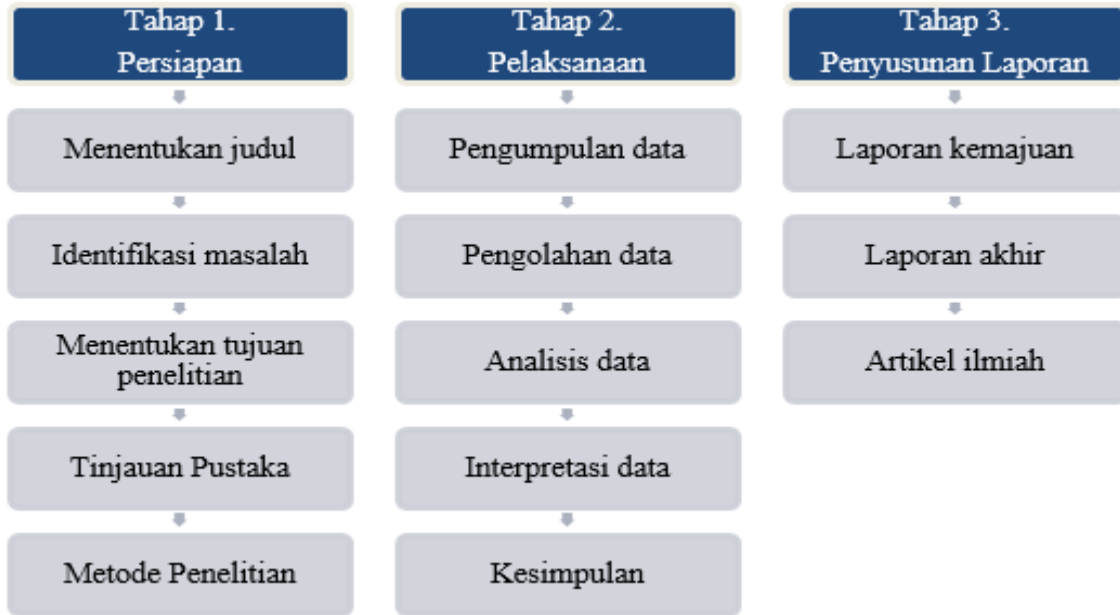 Tahap 1.
Persiapan
Menentukan judul
Identifikasi masalah
Menentukan tujuan
penelitian
Tinjauan Pustaka
Metode Penelitian
Tahap 2.
Pelaksanaan
Pengumpulan data
Pengolahan data
Analisis data
Interpretasi data
Kesimpulan
Tahap 3.
Penyusunan Laporan
Laporan kemajuan
Laporan akhir
Artikel ilmiah